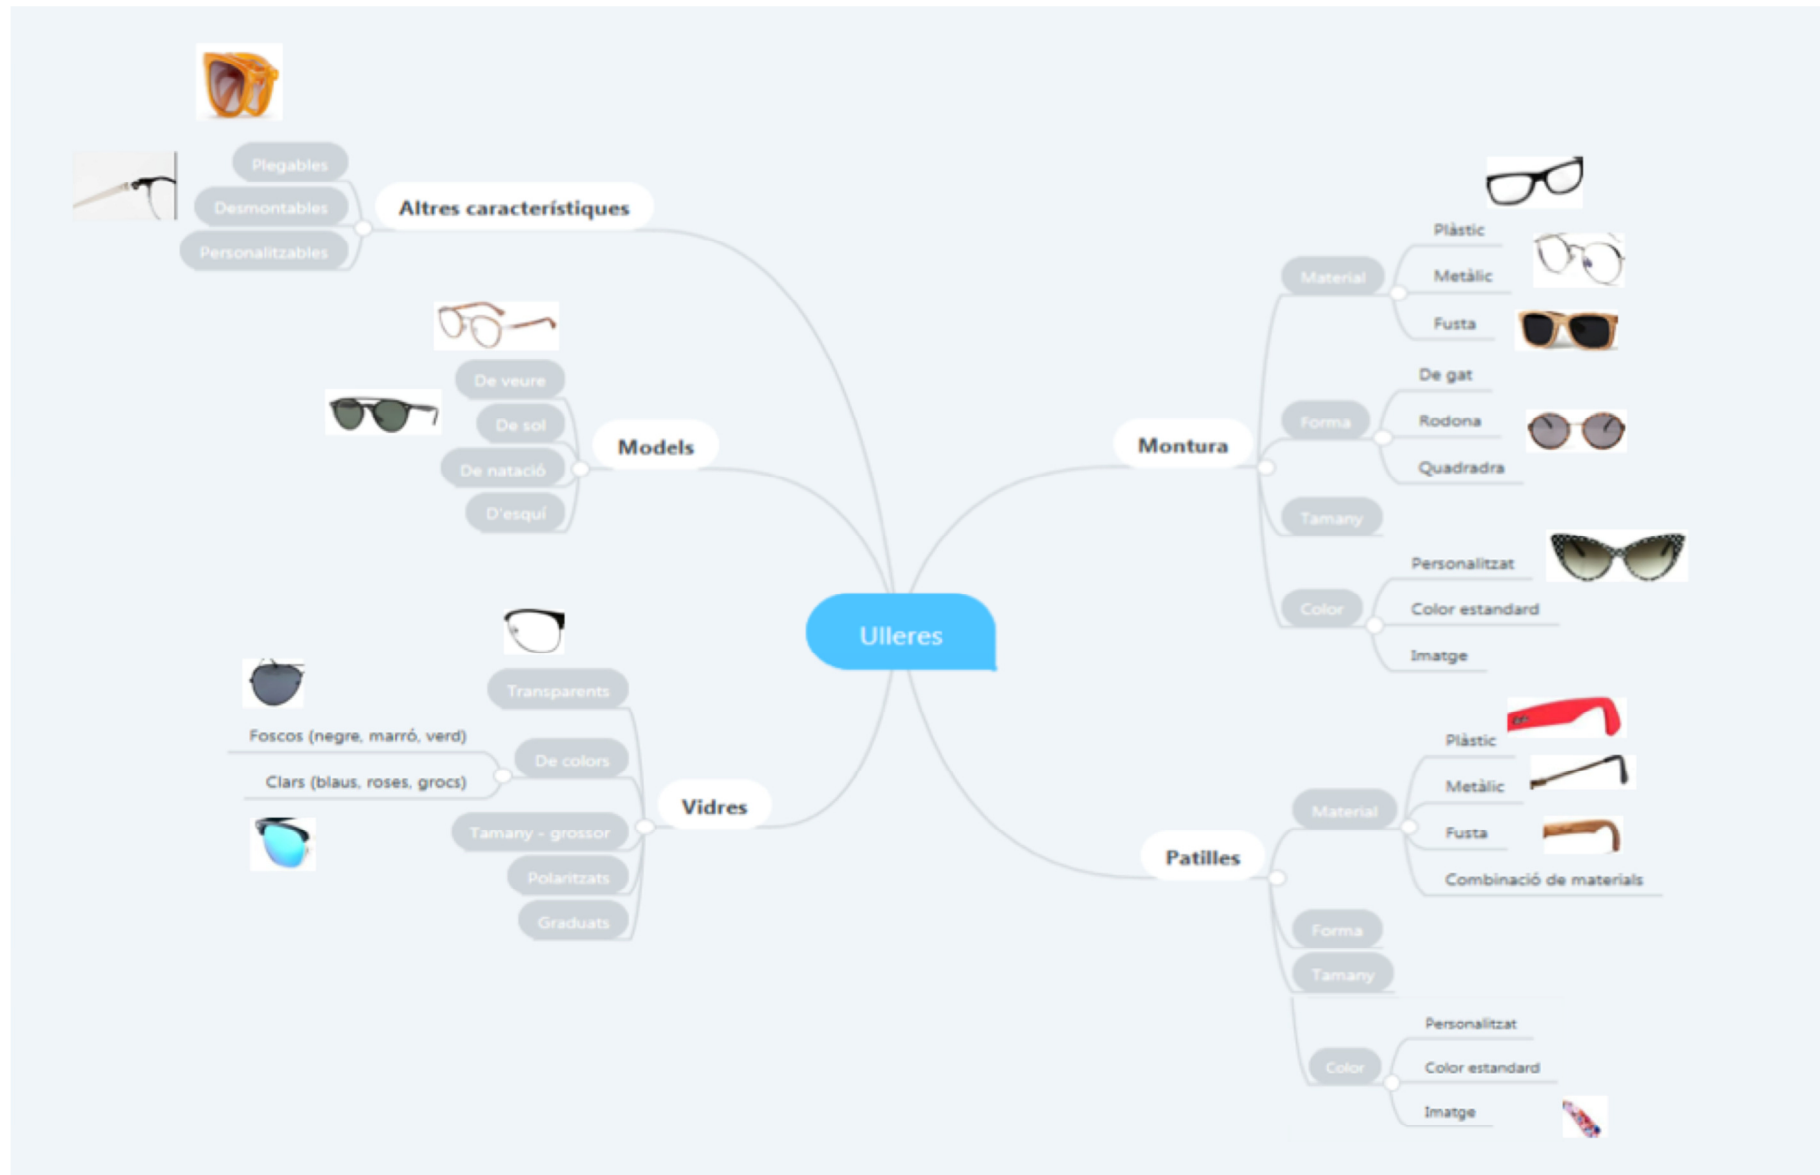 Plegables
Desmontables
Personalitzables
Altres característiques
De veure
De sol
De natació
D'esquí
Models
Transparents
Foscos (negre, marró, verd)
Clars (blaus, roses, grocs)
De colors
Tamany - grossor
Polaritzats
Graduats
Vidres
Ulleres
Montura
Material
Plàstic
Metàlic
Fusta
Forma
De gat
Rodona
Quadradra
Tamany
Color
Personalitzat
Color estandard
Imatge
Patilles
Material
Plàstic
Metàlic
Fusta
Combinació de materials
Forma
Tamany
Color
Personalitzat
Color estandard
Imatge